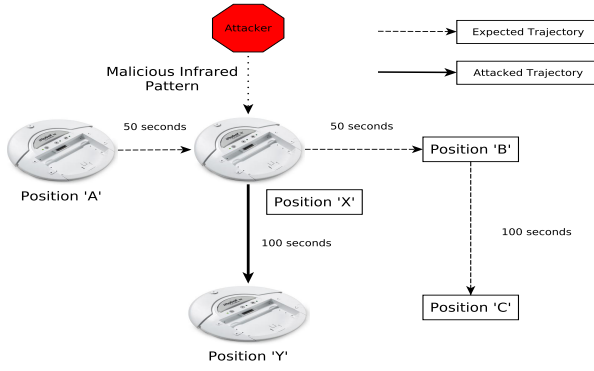 Attacker
Expected Trajectory
Malicious Infrared
Pattern
Attacked Trajectory
50 seconds
50 seconds
Position 'B'
Position 'A'
Position 'X'
100 seconds
100 seconds
Position 'C'
Position 'Y'